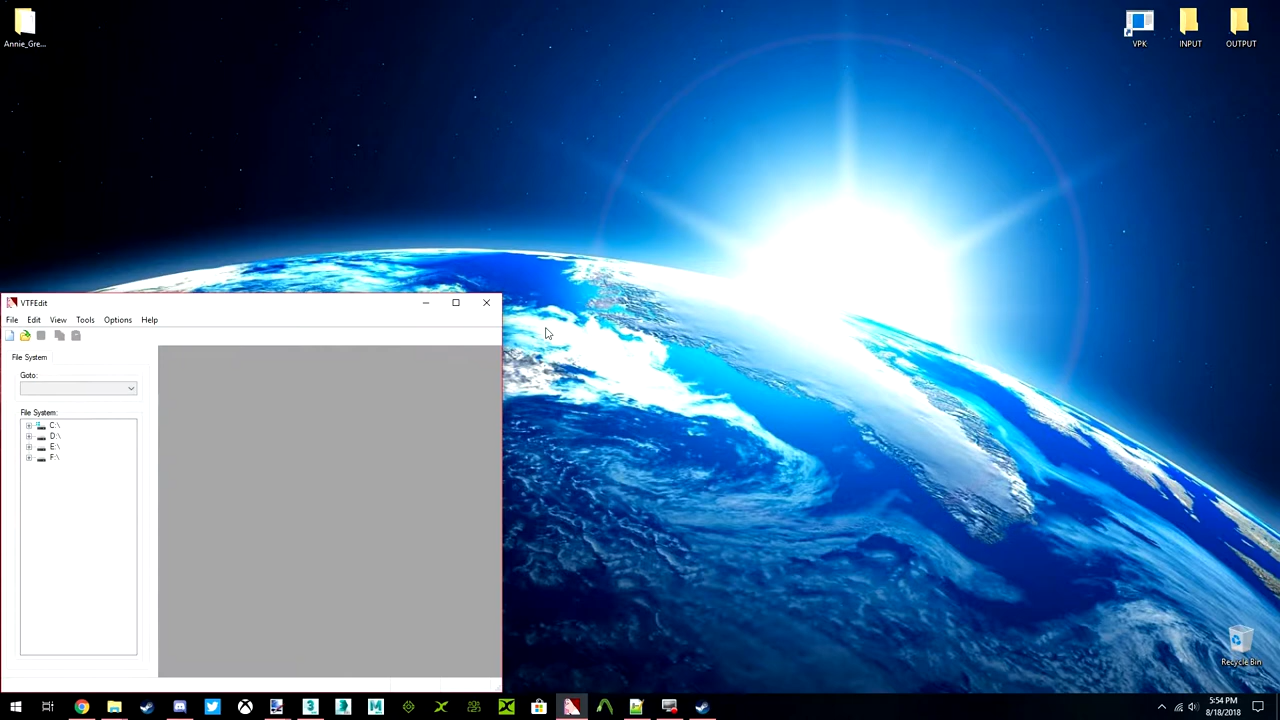 Annie_Gre...
VPK
INPUT
OUTPUT
VTFEdit
File Edit View Tools Options Help
File System
Goto:
File System:
C:\
D:\
E:\
F:\
Recycle Bin
5:54 PM
8/18/2018